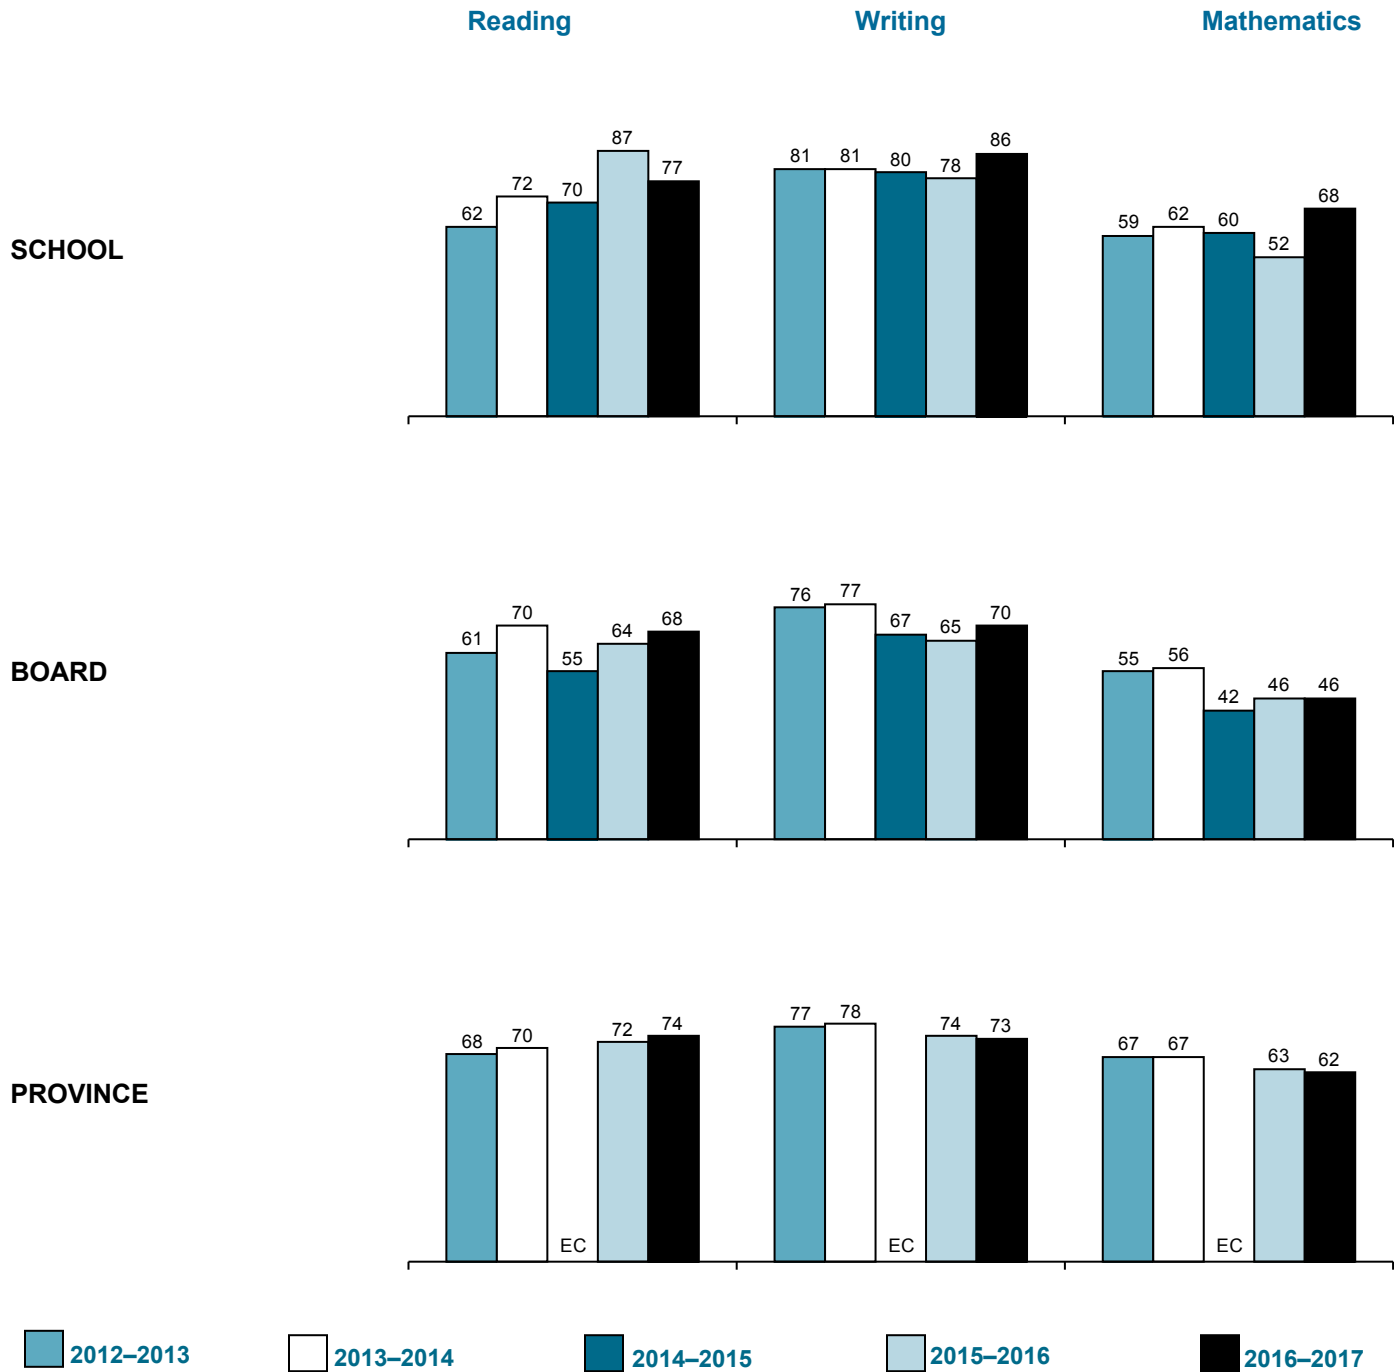 Reading Writing Mathematics
SCHOOL
62 72 70 87 77
81 81 80 78 86
59 62 60 52 68
BOARD
61 70 55 64 68
76 77 67 65 70
55 56 42 46 46
PROVINCE
68 70 EC 72 74
77 78 EC 74 73
67 67 EC 63 62
2012–2013 2013–2014 2014–2015 2015–2016 2016–2017